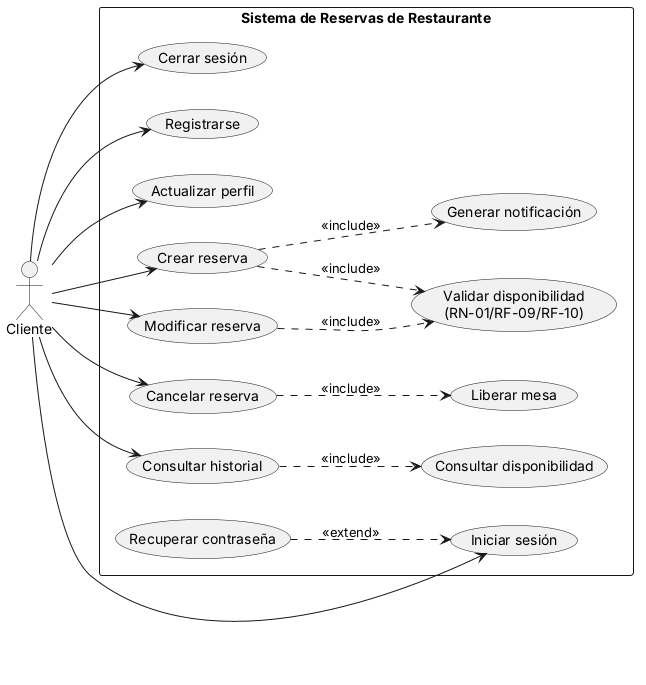 Sistema de Reservas de Restaurante
Cerrar sesión
Registrarse
Actualizar perfil
Generar notificación
«include»
Crear reserva
«include»
Validar disponibilidad
(RN-01/RF-09/RF-10)
Modificar reserva
«include»
Cliente
Cancelar reserva
«include»
Liberar mesa
Consultar historial
«include»
Consultar disponibilidad
Recuperar contraseña
«extend»
Iniciar sesión